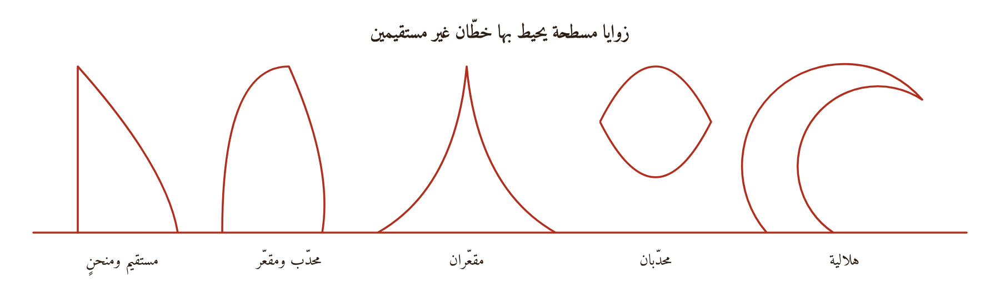 زوايا مسطحة يحيط بها خطّان غير مستقيمين
هلالية
محدّبان
مقعّران
محدّب ومقعّر
مستقيم ومنحنٍ